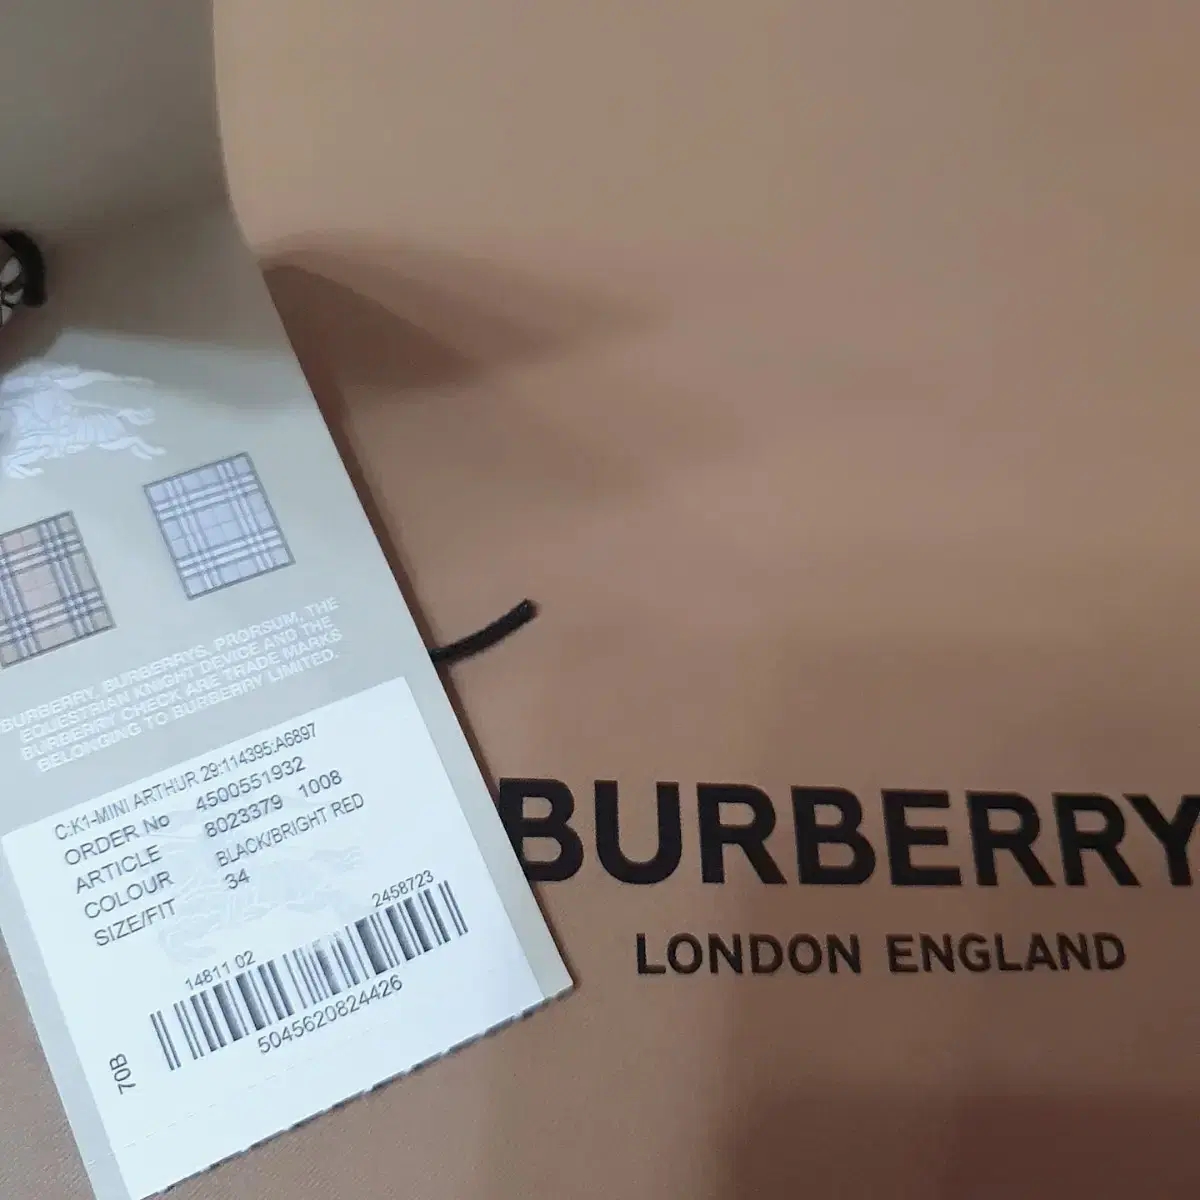 BURBERRY, BURBERRYS, PRORSUM, THE
EQUESTRIAN KNIGHT DEVICE AND THE
BURBERRY CHECK ARE TRADE MARKS
BELONGING TO BURBERRY LIMITED.
C:K1-MINI ARTHUR 29:114395:A6897
ORDER No 4500551932
ARTICLE 8023379 1008
COLOUR BLACK/BRIGHT RED
SIZE/FIT 34
14811 02 2458723
5045620824426
70B
BURBERRY
LONDON ENGLAND